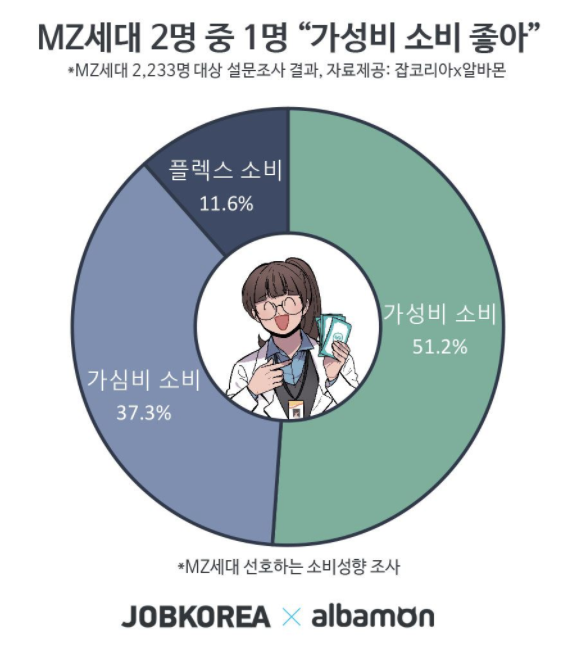 MZ세대 2명 중 1명 “가성비 소비 좋아”
*MZ세대 2,233명 대상 설문조사 결과, 자료제공: 잡코리아x알바몬
플렉스 소비
11.6%
가성비 소비
51.2%
가심비 소비
37.3%
*MZ세대 선호하는 소비성향 조사
JOBKOREA × albamon